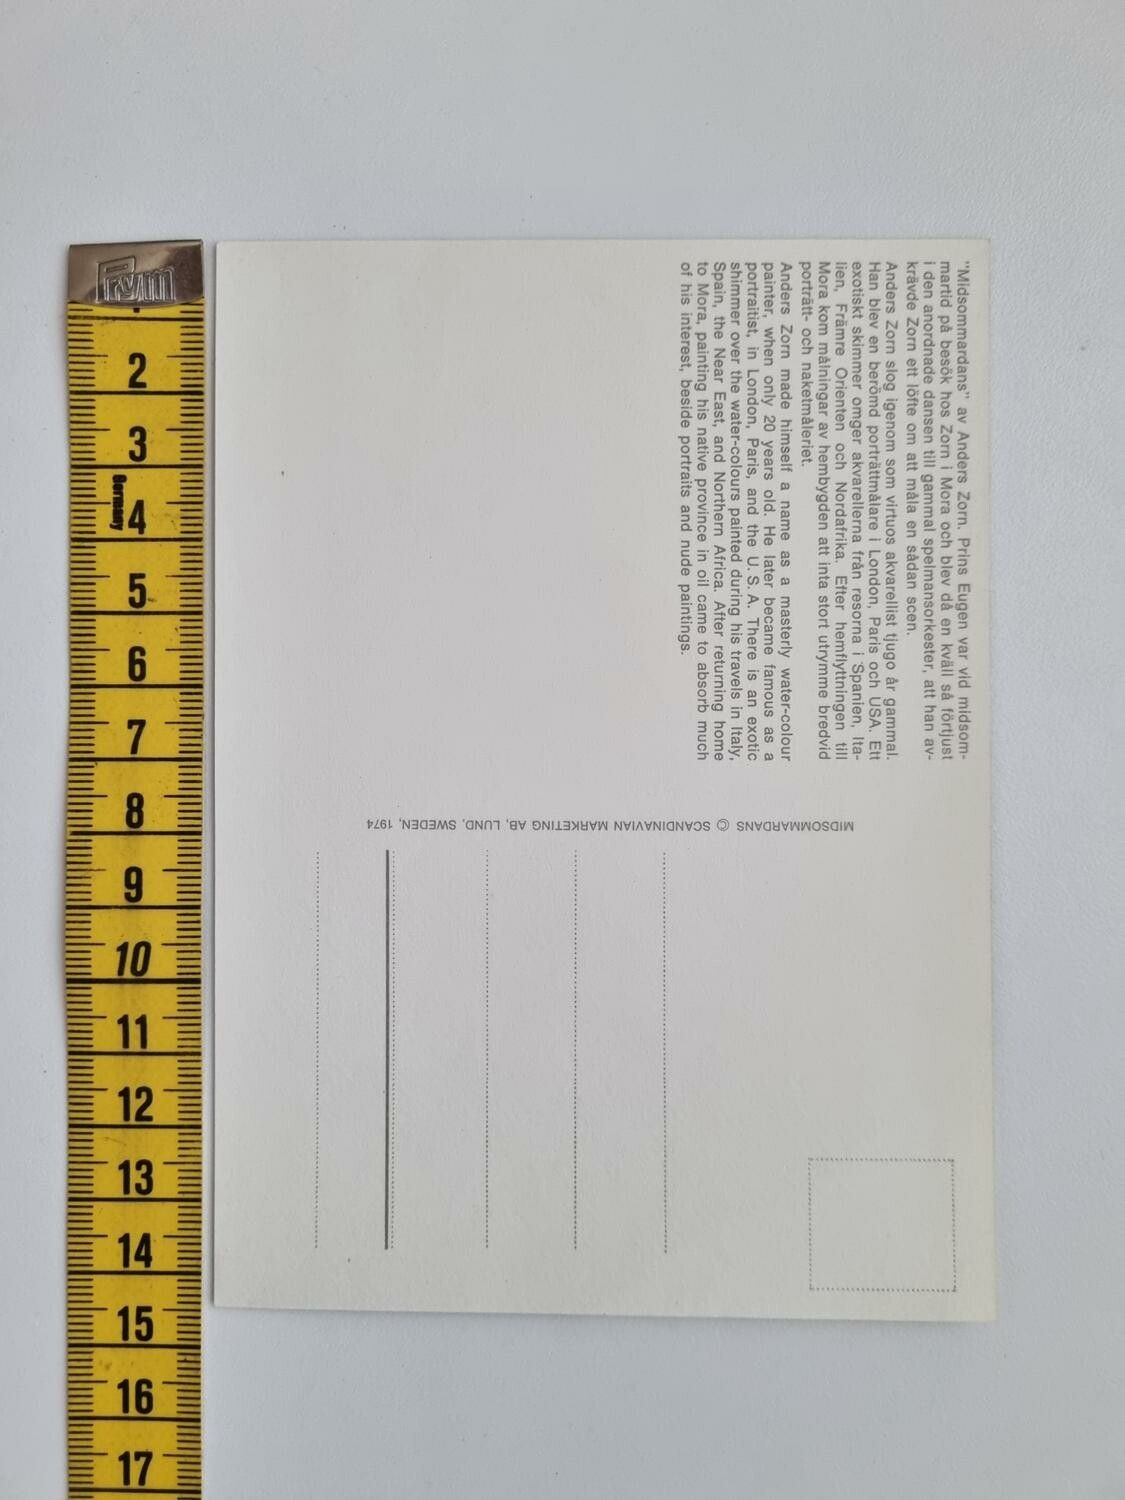 "Midsommardans" av Anders Zorn. Prins Eugen var vid midsom-
martid på besök hos Zorn i Mora och blev då en kväll så förtjust
i den anordnade dansen till gammal spelmansorkester, att han av-
krävde Zorn ett löfte om att måla en sådan scen.
Anders Zorn slog igenom som virtuos akvarellist tjugo år gammal.
Han blev en berömd porträttmålare i London, Paris och USA. Ett
exotiskt skimmer omger akvarellerna från resorna i Spanien, Ita-
lien, Främre Orienten och Nordafrika. Efter hemflyttningen till
Mora kom målningar av hembygden att inta stort utrymme bredvid
porträtt- och naketmåleriet.
Anders Zorn made himself a name as a masterly water-colour
painter, when only 20 years old. He later became famous as a
portraitist, in London, Paris, and the U.S.A. There is an exotic
shimmer over the water-colours painted during his travels in Italy,
Spain, the Near East, and Northern Africa. After returning home
to Mora, painting his native province in oil came to absorb much
of his interest, beside portraits and nude paintings.
MIDSOMMARDANS © SCANDINAVIAN MARKETING AB, LUND, SWEDEN, 1974
Prym
2
3
Germany
4
5
6
7
8
9
10
11
12
13
14
15
16
17